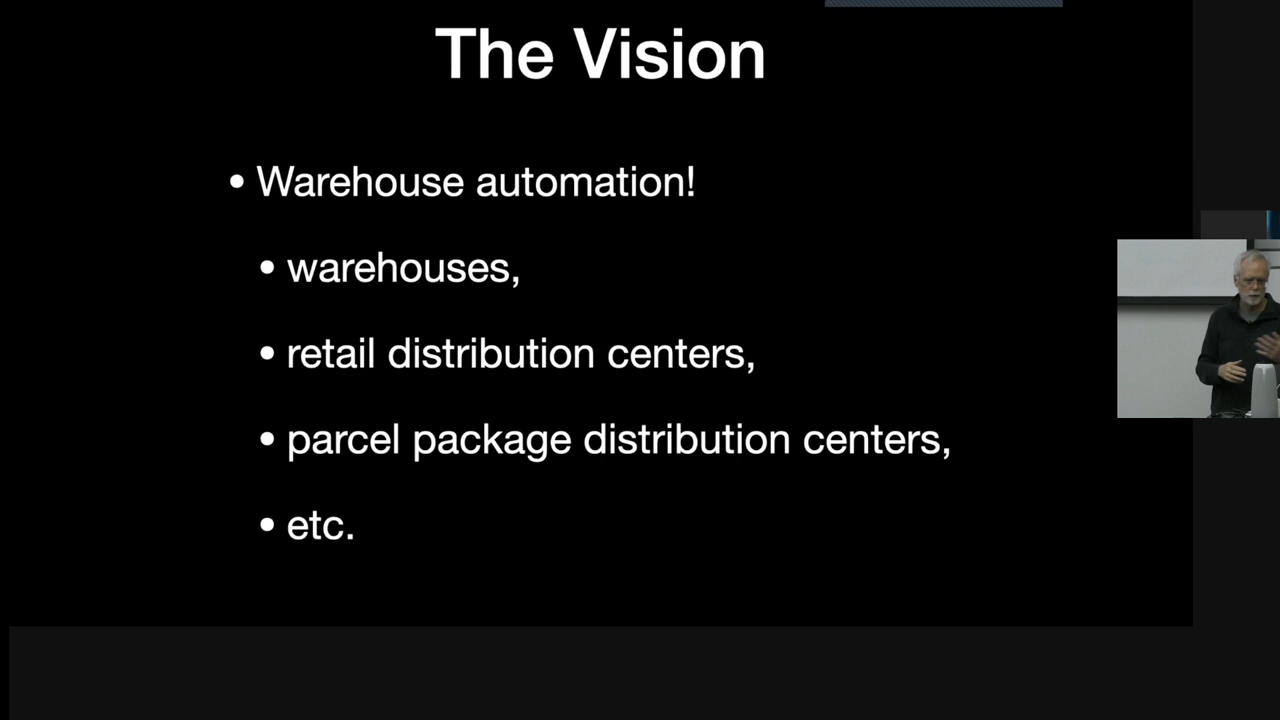 The Vision
• Warehouse automation!
• warehouses,
• retail distribution centers,
• parcel package distribution centers,
• etc.